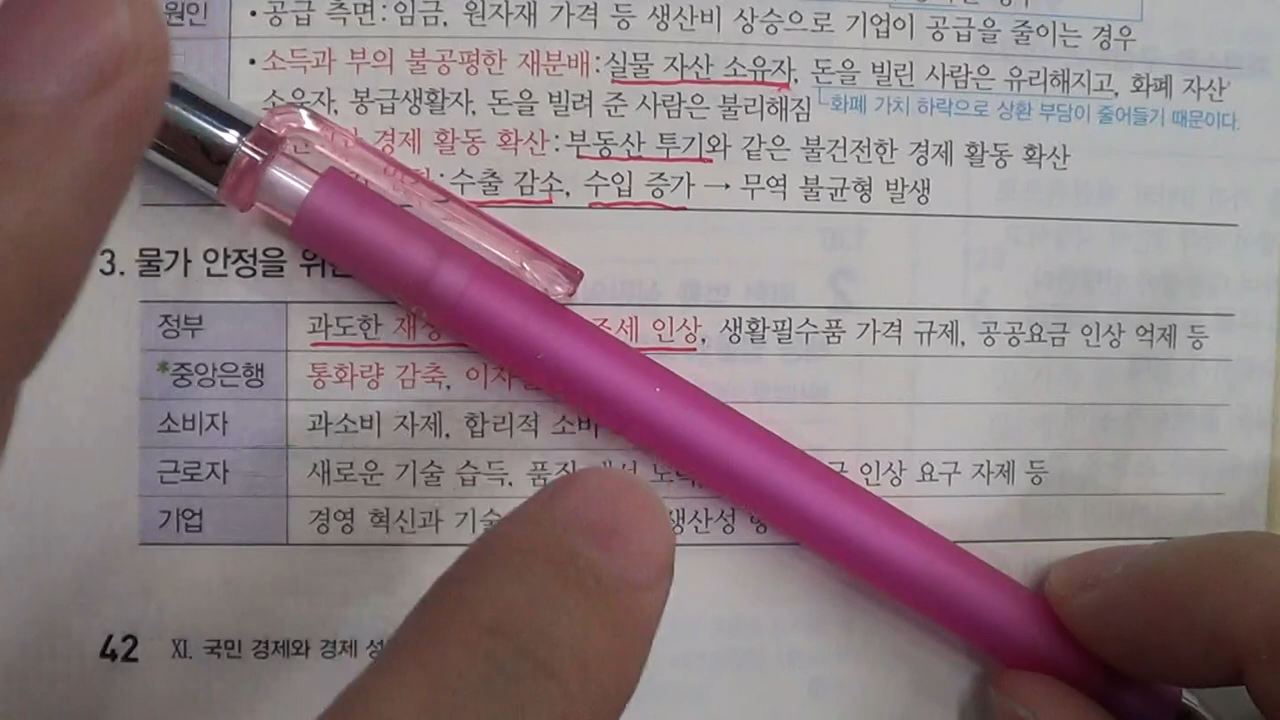 원인
• 공급 측면: 임금, 원자재 가격 등 생산비 상승으로 기업이 공급을 줄이는 경우
• 소득과 부의 불공평한 재분배: 실물 자산 소유자, 돈을 빌린 사람은 유리해지고, 화폐 자산
소유자, 봉급생활자, 돈을 빌려 준 사람은 불리해짐
화폐 가치 하락으로 상환 부담이 줄어들기 때문이다.
경제 활동 확산: 부동산 투기와 같은 불건전한 경제 활동 확산
: 수출 감소, 수입 증가 → 무역 불균형 발생
3. 물가 안정을 위한
정부 과도한 재정 조세 인상, 생활필수품 가격 규제, 공공요금 인상 억제 등
*중앙은행 통화량 감축, 이자율
소비자 과소비 자제, 합리적 소비
근로자 새로운 기술 습득, 품질 인상 요구 자제 등
기업 경영 혁신과 기술 생산성
42 XI. 국민 경제와 경제 성